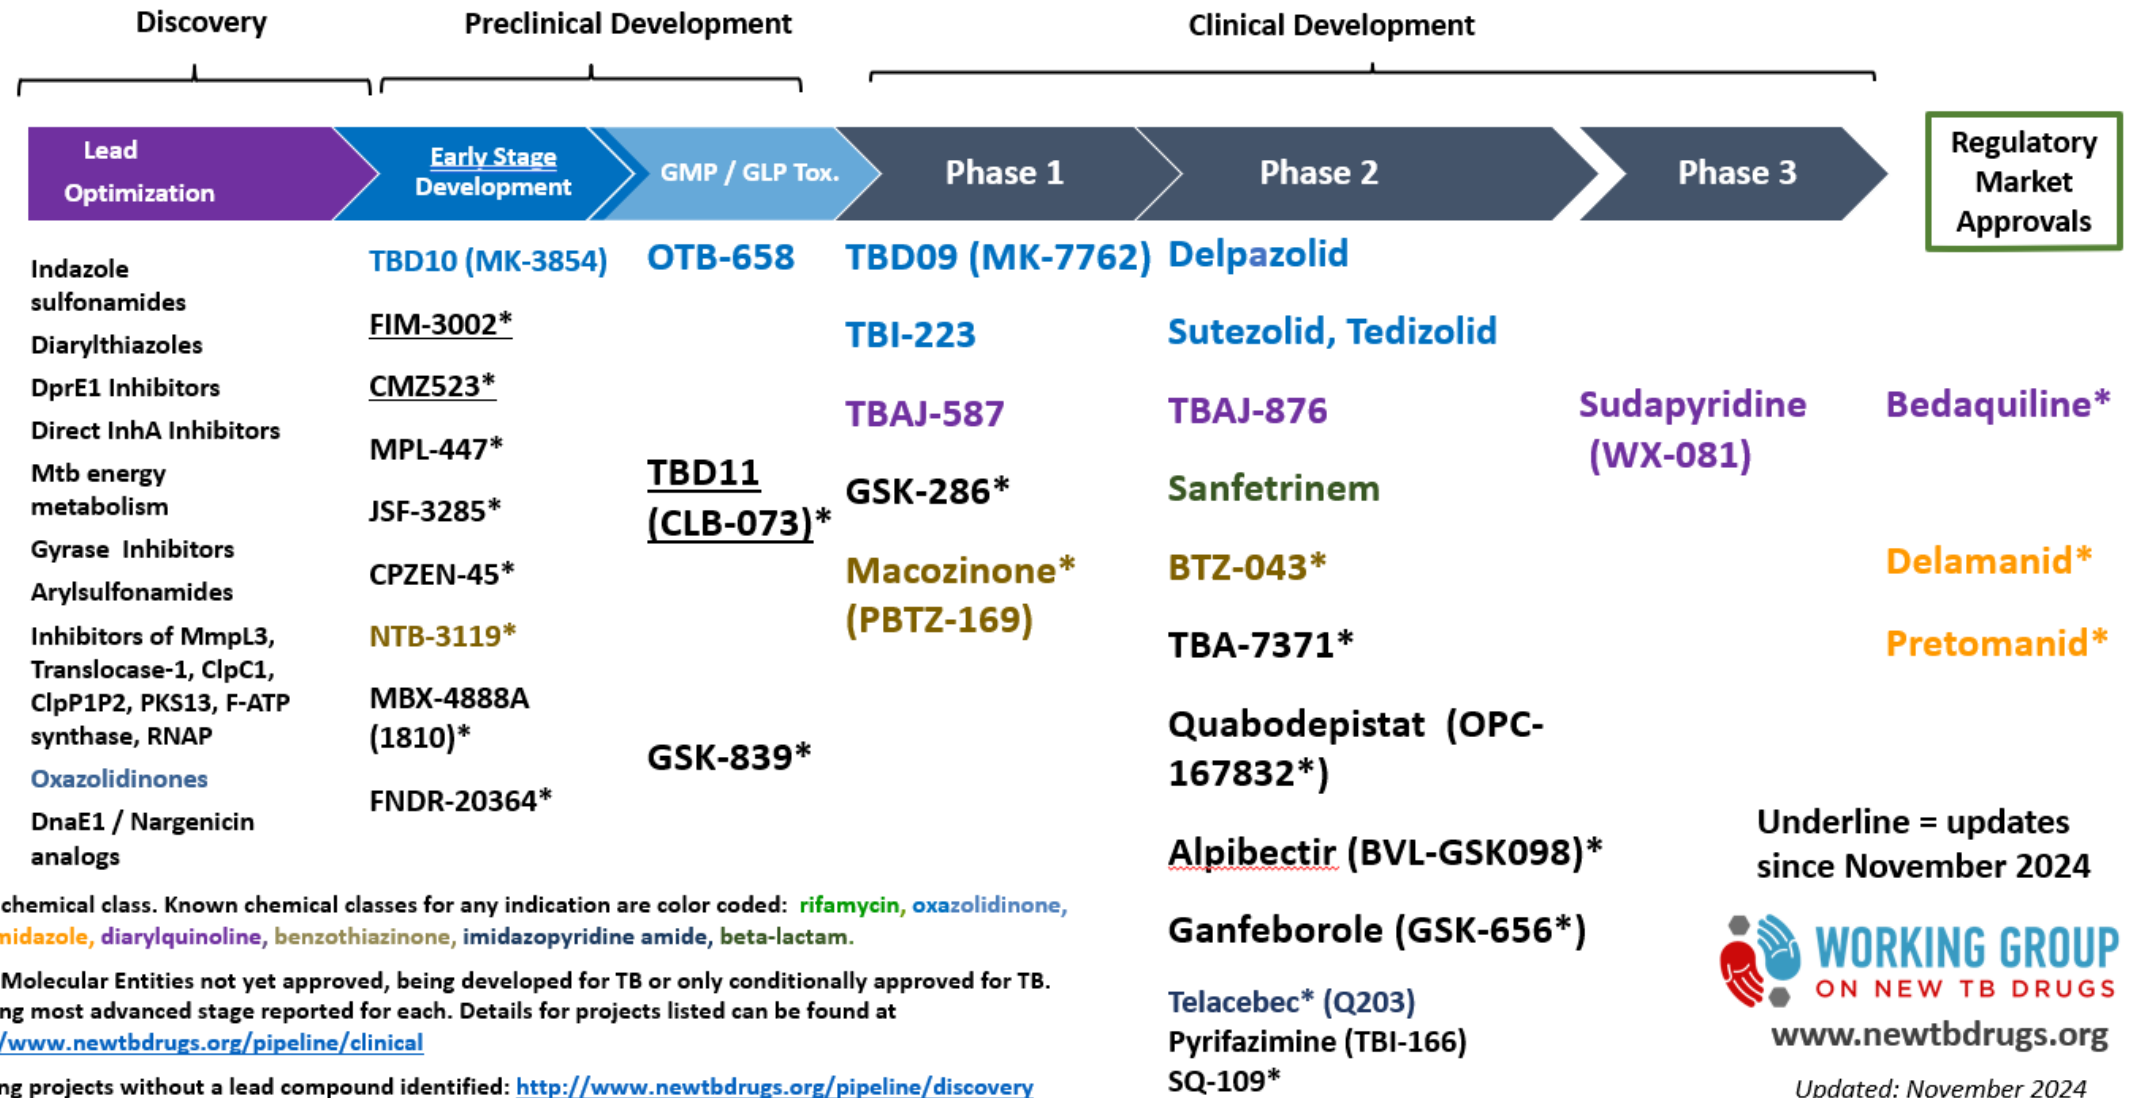 Discovery
Preclinical Development
Clinical Development
Lead
Optimization
Early Stage
Development
GMP / GLP Tox.
Phase 1
Phase 2
Phase 3
Regulatory
Market
Approvals
Indazole
sulfonamides
Diarylthiazoles
DprE1 Inhibitors
Direct InhA Inhibitors
Mtb energy
metabolism
Gyrase Inhibitors
Arylsulfonamides
Inhibitors of MmpL3,
Translocase-1, ClpC1,
ClpP1P2, PKS13, F-ATP
synthase, RNAP
Oxazolidinones
DnaE1 / Nargenicin
analogs
TBD10 (MK-3854)
FIM-3002*
CMZ523*
MPL-447*
JSF-3285*
CPZEN-45*
NTB-3119*
MBX-4888A
(1810)*
FNDR-20364*
OTB-658
TBD11
(CLB-073)*
GSK-839*
TBD09 (MK-7762)
TBI-223
TBAJ-587
GSK-286*
Macozinone*
(PBTZ-169)
Delpazolid
Sutezolid, Tedizolid
TBAJ-876
Sanfetrinem
BTZ-043*
TBA-7371*
Quabodepistat (OPC-
167832*)
Alpibectir (BVL-GSK098)*
Ganfeborole (GSK-656*)
Telacebec* (Q203)
Pyrifazimine (TBI-166)
SQ-109*
Sudapyridine
(WX-081)
Bedaquiline*
Delamanid*
Pretomanid*
Underline = updates
since November 2024
chemical class. Known chemical classes for any indication are color coded: rifamycin, oxazolidinone,
diarylquinoline, benzothiazinone, imidazopyridine amide, beta-lactam.
Molecular Entities not yet approved, being developed for TB or only conditionally approved for TB.
most advanced stage reported for each. Details for projects listed can be found at
/www.newtbdrugs.org/pipeline/clinical
projects without a lead compound identified: http://www.newtbdrugs.org/pipeline/discovery
WORKING GROUP
ON NEW TB DRUGS
www.newtbdrugs.org
Updated: November 2024